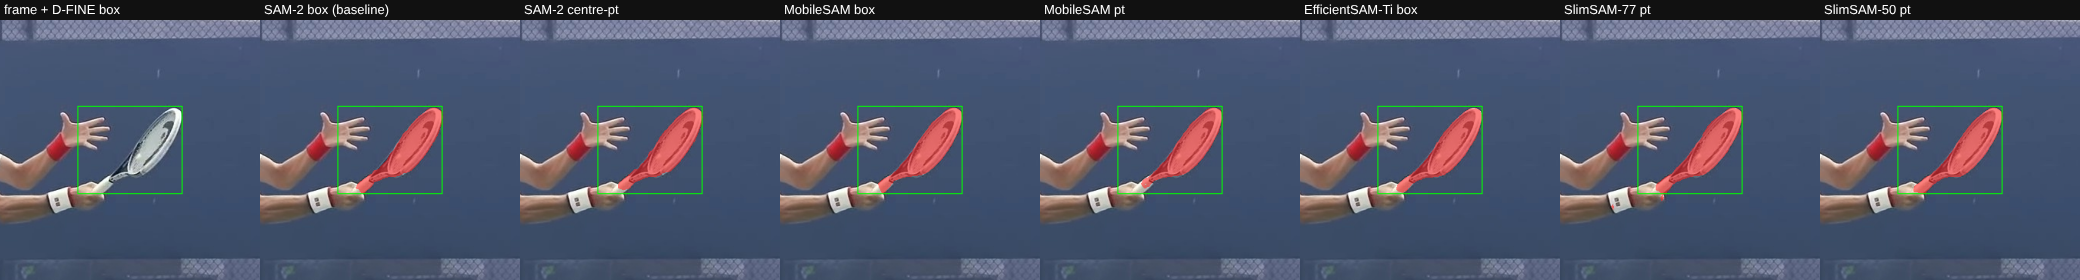 frame + D-FINE box
SAM-2 box (baseline)
SAM-2 centre-pt
MobileSAM box
MobileSAM pt
EfficientSAM-Ti box
SlimSAM-77 pt
SlimSAM-50 pt